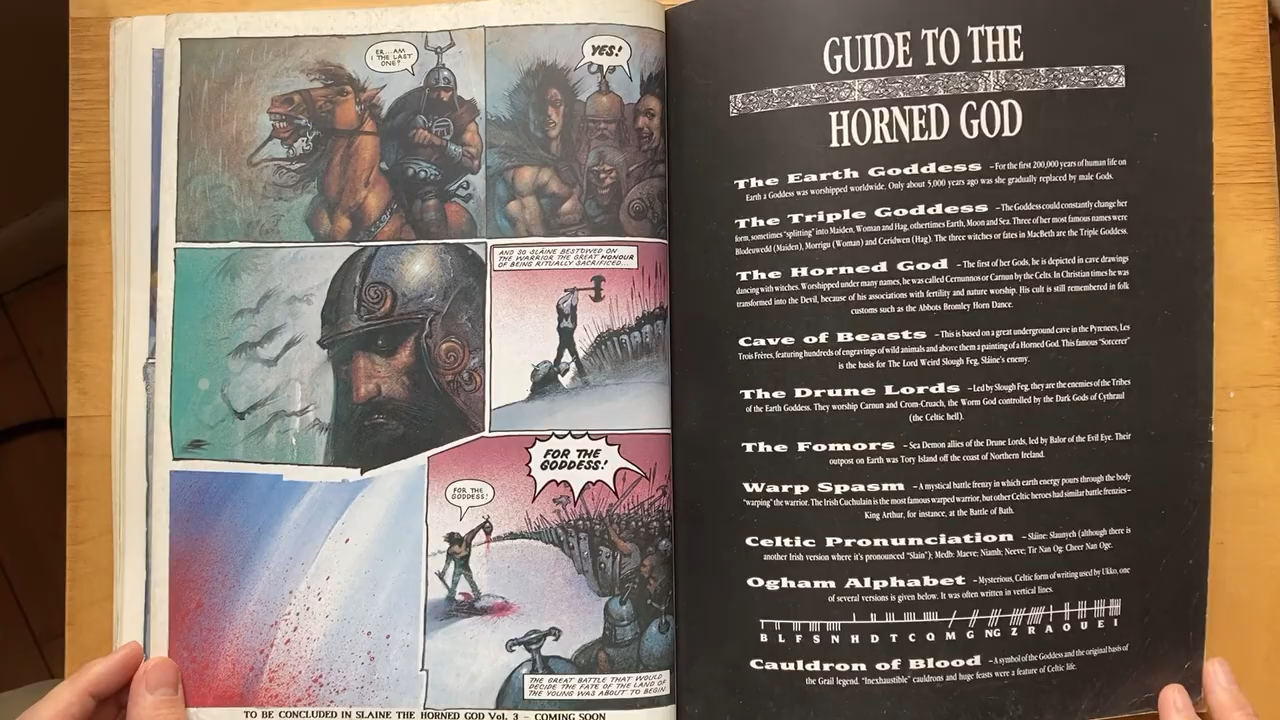 ER...AM
I THE LAST
ONE?
YES!
AND SO SLÁINE BESTOWED ON
THE WARRIOR THE GREAT HONOUR
OF BEING RITUALLY SACRIFICED...
FOR THE
GODDESS!
FOR THE
GODDESS!
THE GREAT BATTLE THAT WOULD
DECIDE THE FATE OF THE LAND OF
THE YOUNG WAS ABOUT TO BEGIN
TO BE CONCLUDED IN SLAINE THE HORNED GOD Vol. 3 – COMING SOON
GUIDE TO THE
HORNED GOD
The Earth Goddess – For the first 200,000 years of human life on
Earth a Goddess was worshipped worldwide. Only about 5,000 years ago was she gradually replaced by male Gods.
The Triple Goddess – The Goddess could constantly change her
form, sometimes "splitting" into Maiden, Woman and Hag, othertimes Earth, Moon and Sea. Three of her most famous names were
Blodeuwedd (Maiden), Morrigu (Woman) and Ceridwen (Hag). The three witches or fates in MacBeth are the Triple Goddess.
The Horned God – The first of her Gods, he is depicted in cave drawings
dancing with witches. Worshipped under many names, he was called Cernunnos or Carnun by the Celts. In Christian times he was
transformed into the Devil, because of his associations with fertility and nature worship. His cult is still remembered in folk
customs such as the Abbots Bromley Horn Dance.
Cave of Beasts – This is based on a great underground cave in the Pyrenees, Les
Trois Frères, featuring hundreds of engravings of wild animals and above them a painting of a Horned God. This famous "Sorcerer"
is the basis for The Lord Weird Slough Feg, Sláine's enemy.
The Drune Lords – Led by Slough Feg, they are the enemies of the Tribes
of the Earth Goddess. They worship Carnun and Crom-Cruach, the Worm God controlled by the Dark Gods of Cythraul
(the Celtic hell).
The Fomors – Sea Demon allies of the Drune Lords, led by Balor of the Evil Eye. Their
outpost on Earth was Tory Island off the coast of Northern Ireland.
Warp Spasm – A mystical battle frenzy in which earth energy pours through the body
"warping" the warrior. The Irish Cuchulain is the most famous warped warrior, but other Celtic heroes had similar battle frenzies –
King Arthur, for instance, at the Battle of Bath.
Celtic Pronunciation – Sláine: Slaunyeh (although there is
another Irish version where it's pronounced "Slain"); Medb: Maeve; Niamh: Neeve; Tir Nan Og: Cheer Nan Oge.
Ogham Alphabet – Mysterious, Celtic form of writing used by Ukko, one
of several versions is given below. It was often written in vertical lines.
B L F S N H D T C Q M G NG Z R A O U E I
Cauldron of Blood – A symbol of the Goddess and the original basis of
the Grail legend. "Inexhaustible" cauldrons and huge feasts were a feature of Celtic life.